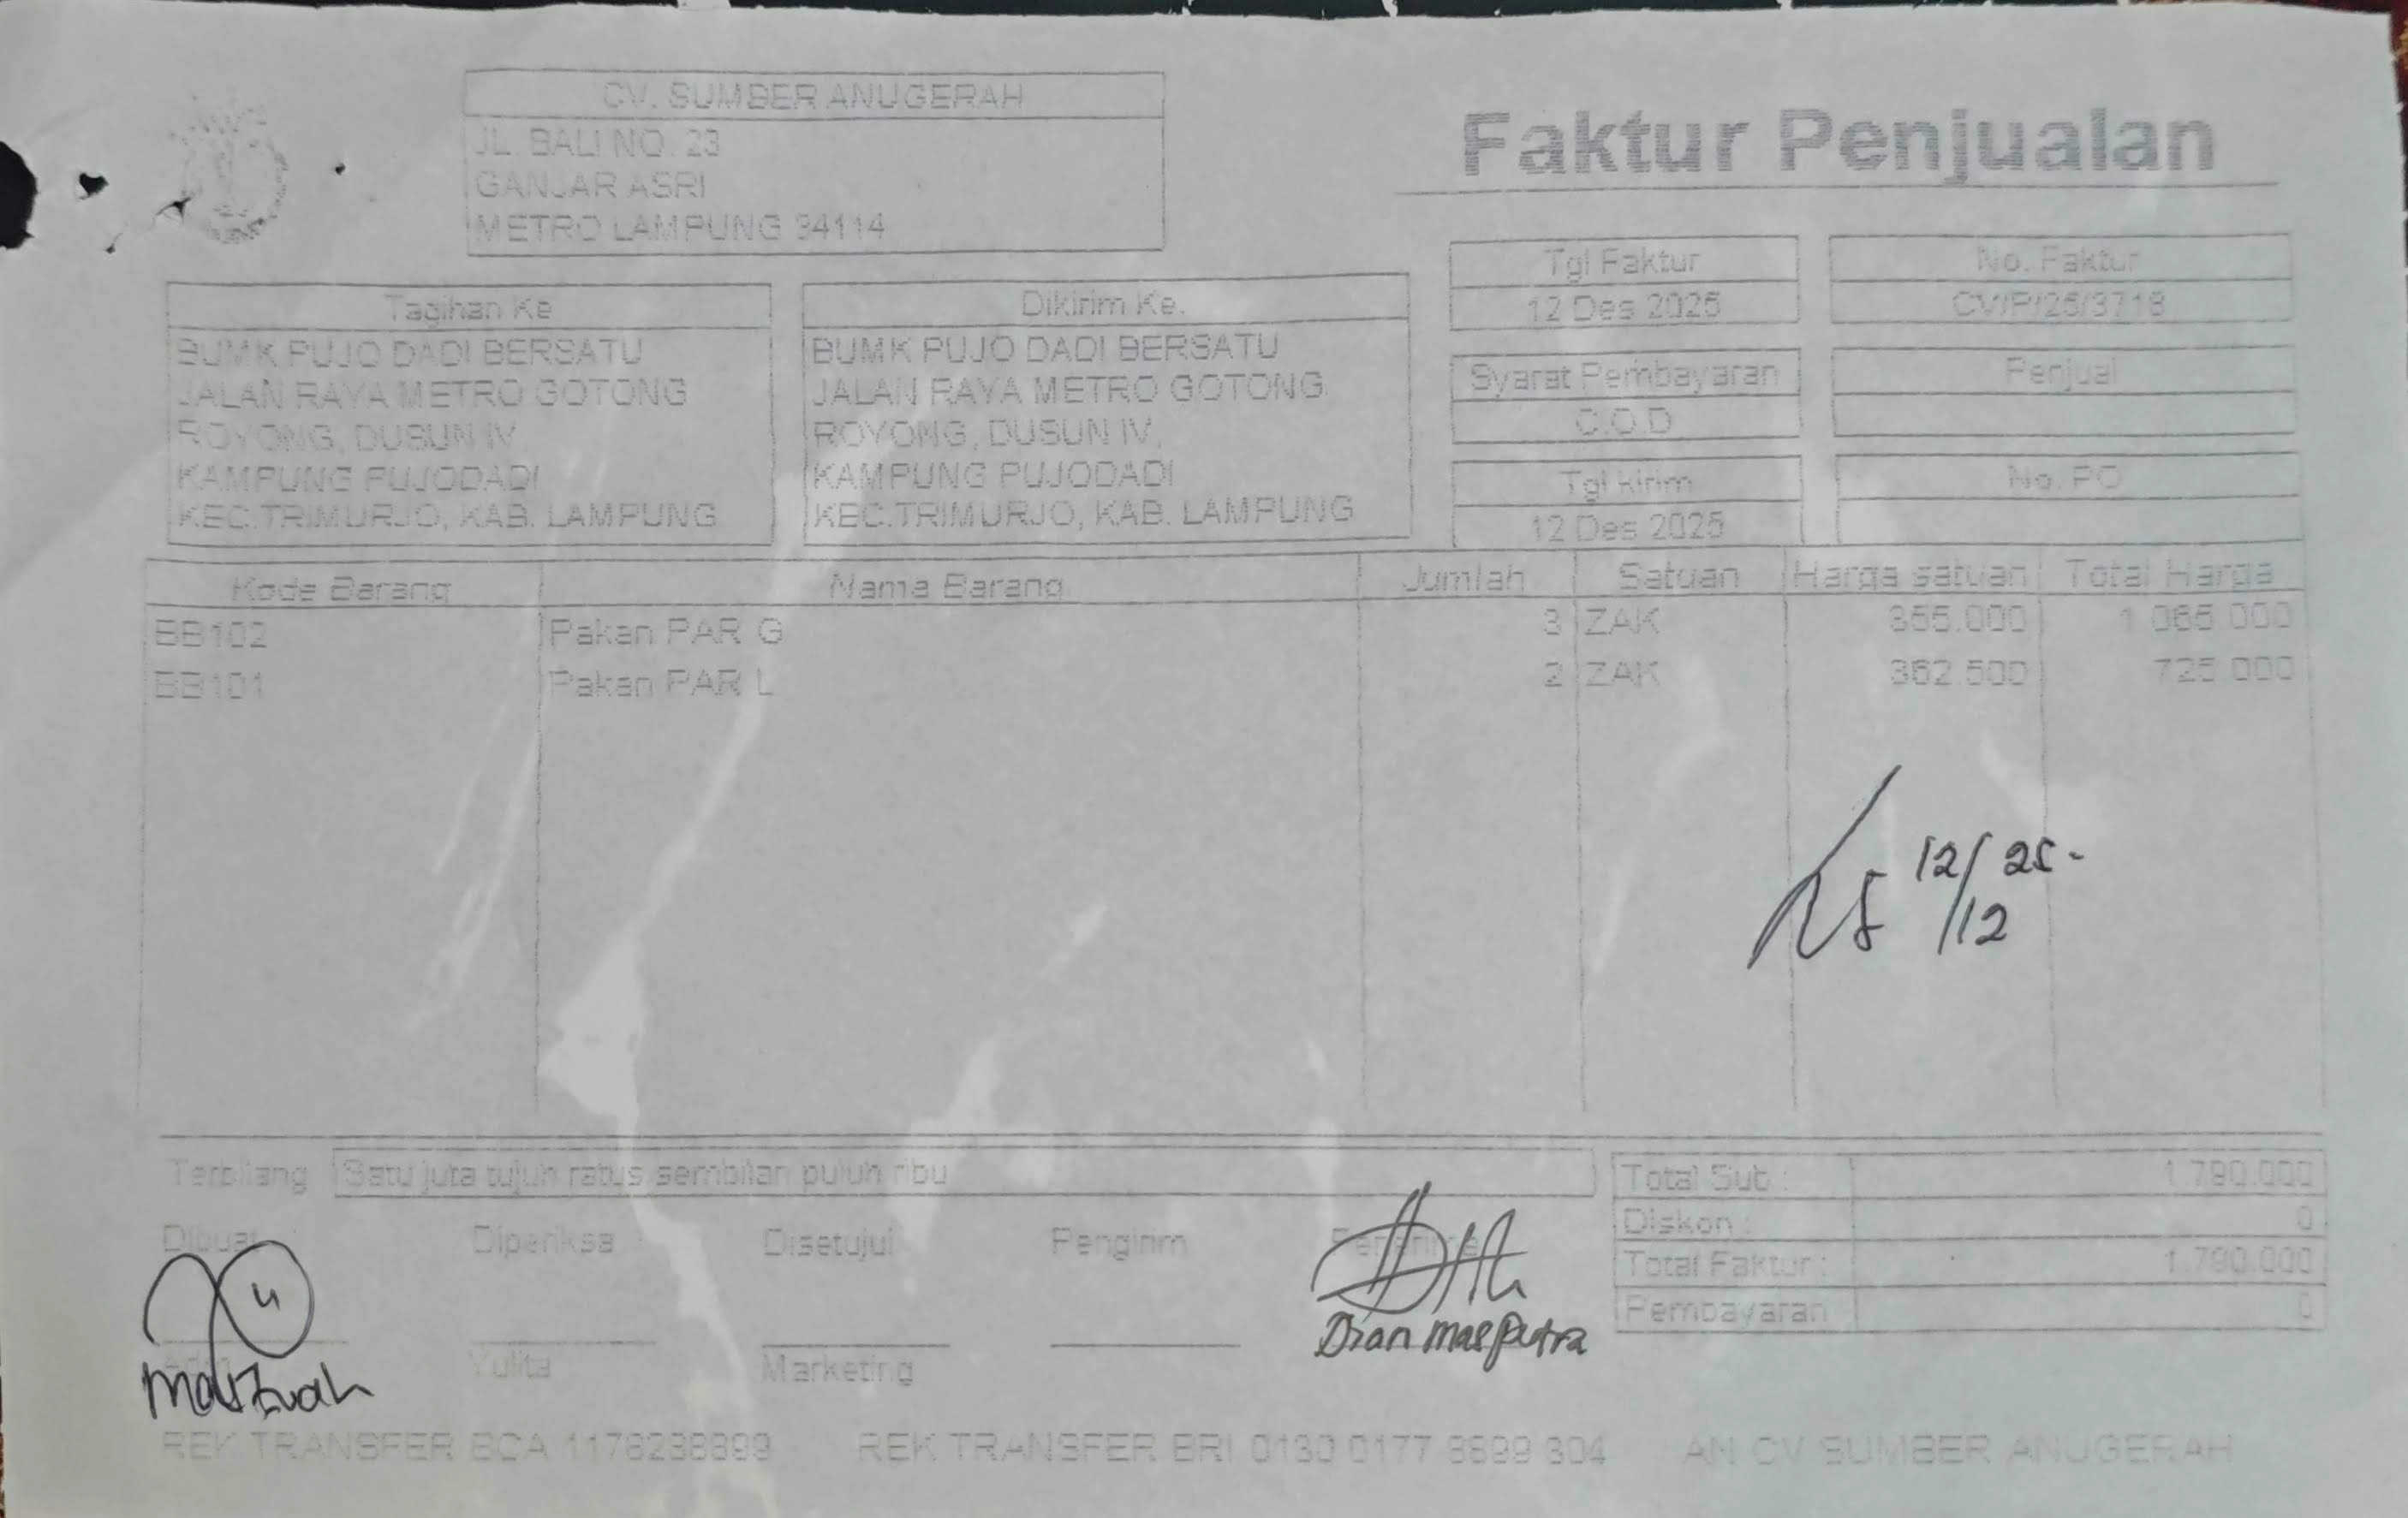 CV. SUMBER ANUGERAH
JL. BALI NO. 23
GANJAR ASRI
METRO LAMPUNG 34114
Faktur Penjualan
Tgl Faktur
12 Des 2025
No. Faktur
CV/P/25/3718
Syarat Pembayaran
C.O.D
Penjual
Tgl kirim
12 Des 2025
No. PO
Tagihan Ke
BUMK PUJO DADI BERSATU
JALAN RAYA METRO GOTONG
ROYONG, DUSUN IV
KAMPUNG PUJODADI
KEC.TRIMURJO, KAB. LAMPUNG
Dikirim Ke.
BUMK PUJO DADI BERSATU
JALAN RAYA METRO GOTONG
ROYONG, DUSUN IV,
KAMPUNG PUJODADI
KEC.TRIMURJO, KAB. LAMPUNG
Kode Barang Nama Barang Jumlah Satuan Harga satuan Total Harga
BB102 Pakan PAR G 3 ZAK 355.000 1.065.000
BB101 Pakan PAR L 2 ZAK 362.500 725.000
12/25-
/12
Terbilang Satu juta tujuh ratus sembilan puluh ribu
Total Sub : 1.790.000
Diskon : 0
Total Faktur : 1.790.000
Pembayaran 0
Dibuat Diperiksa Disetujui Pengirim Penerima
Dian mas putra
Yulita Marketing
REK TRANSFER BCA REK TRANSFER BRI AN CV SUMBER ANUGERAH